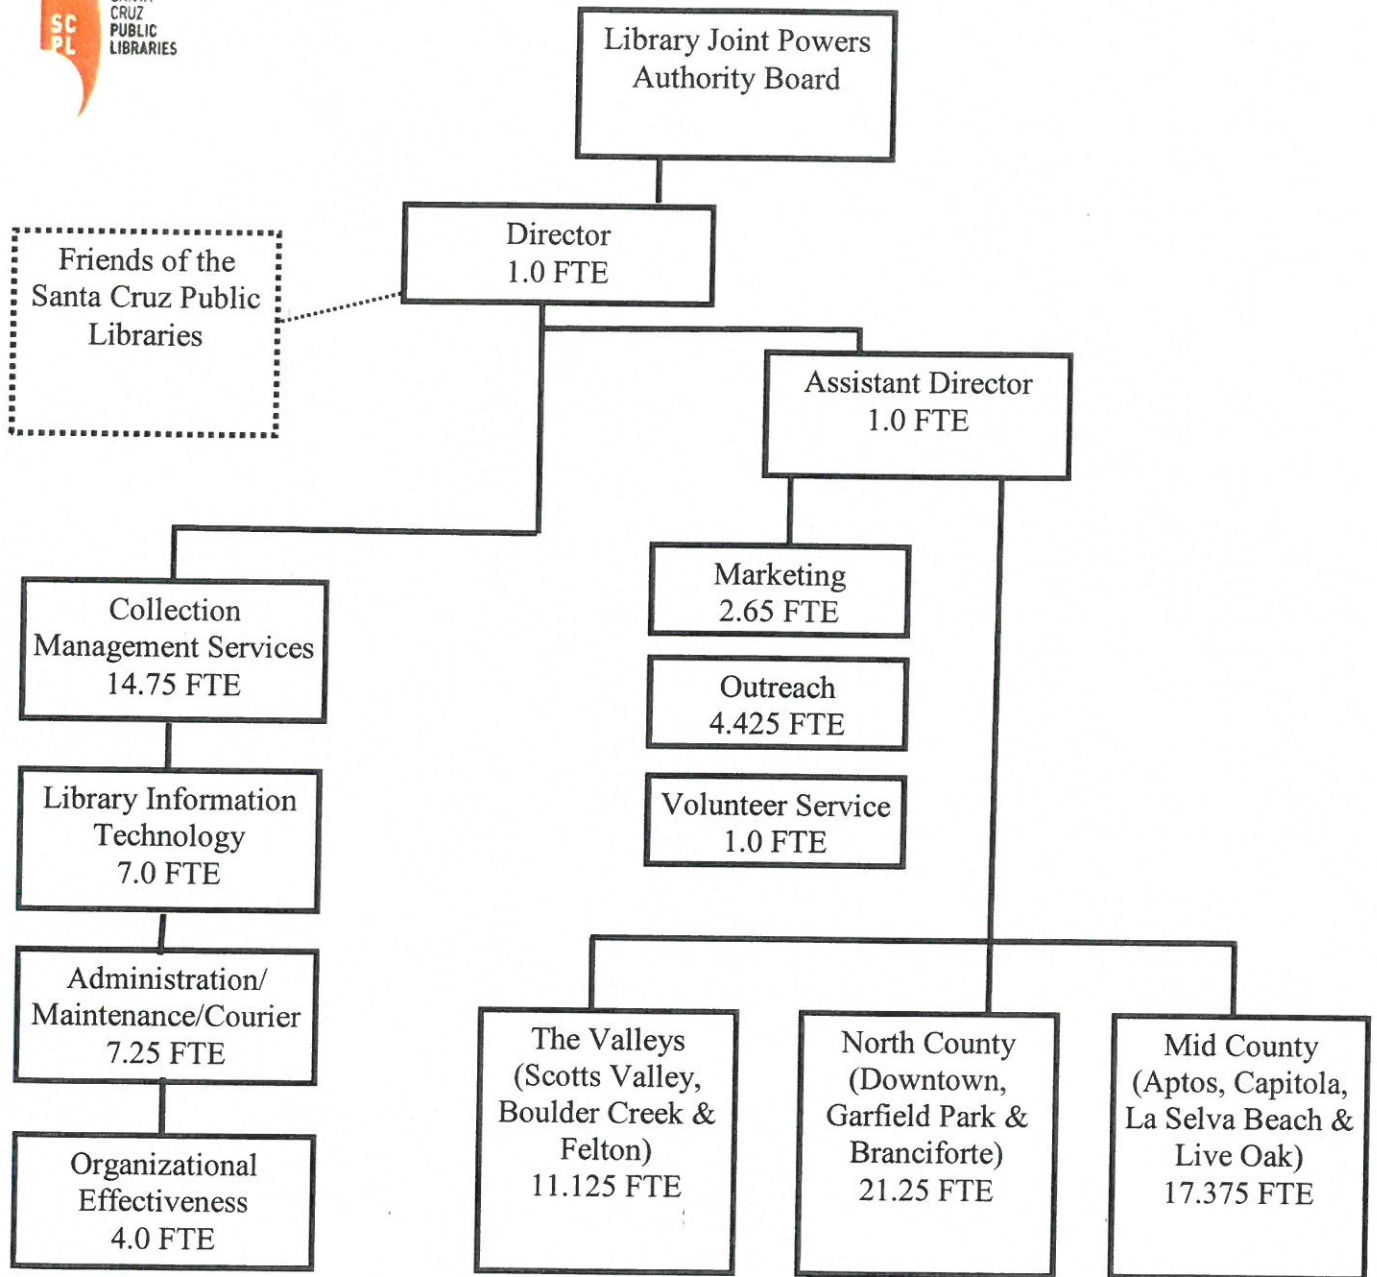 SC
PL
CRUZ
PUBLIC
LIBRARIES
Library Joint Powers
Authority Board
Director
1.0 FTE
Friends of the
Santa Cruz Public
Libraries
Assistant Director
1.0 FTE
Marketing
2.65 FTE
Outreach
4.425 FTE
Volunteer Service
1.0 FTE
Collection
Management Services
14.75 FTE
Library Information
Technology
7.0 FTE
Administration/
Maintenance/Courier
7.25 FTE
Organizational
Effectiveness
4.0 FTE
The Valleys
(Scotts Valley,
Boulder Creek &
Felton)
11.125 FTE
North County
(Downtown,
Garfield Park &
Branciforte)
21.25 FTE
Mid County
(Aptos, Capitola,
La Selva Beach &
Live Oak)
17.375 FTE